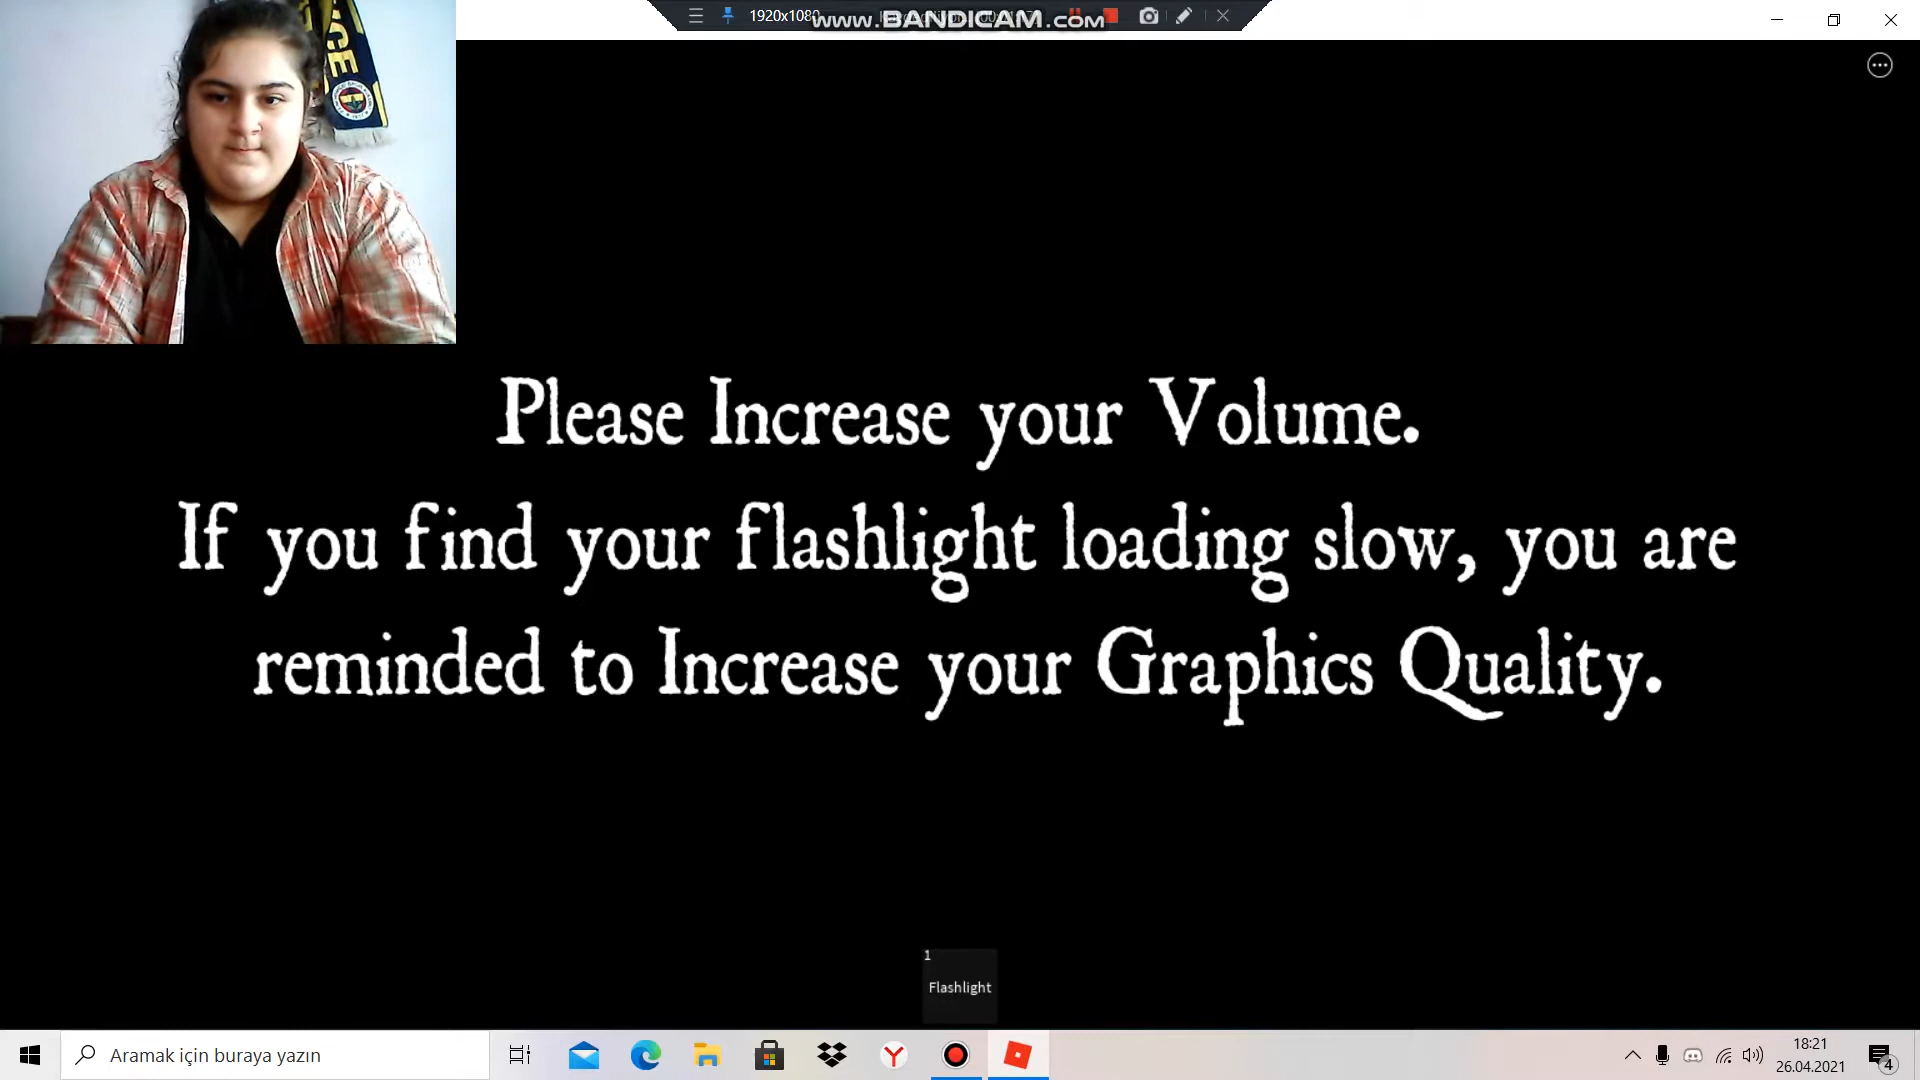 1920x1080
www.BANDICAM.com
ÇE
Please Increase your Volume.
If you find your flashlight loading slow, you are
reminded to Increase your Graphics Quality.
1
Flashlight
Aramak için buraya yazın
18:21
26.04.2021
4